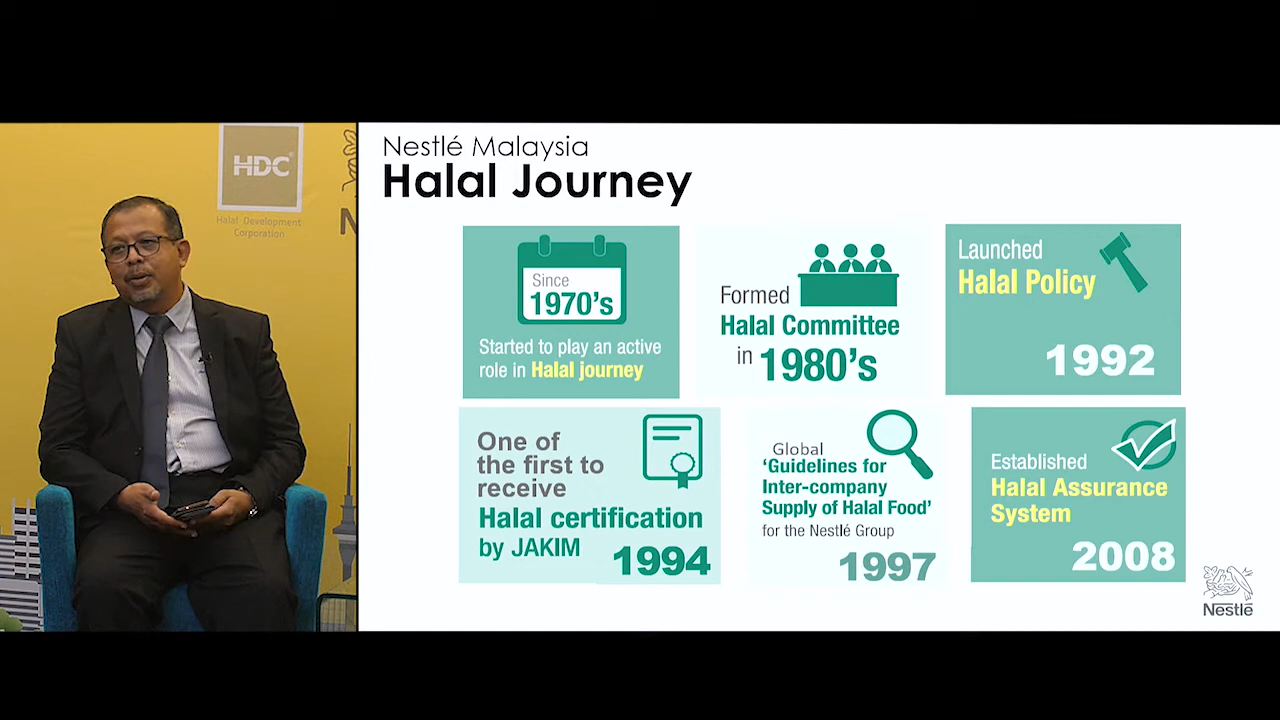 HDC
Halal Development
Corporation
N
Nestlé Malaysia
Halal Journey
Since
1970's
Started to play an active
role in Halal journey
Formed
Halal Committee
in 1980's
Launched
Halal Policy
1992
One of
the first to
receive
Halal certification
by JAKIM
1994
Global
‘Guidelines for
Inter-company
Supply of Halal Food’
for the Nestlé Group
1997
Established
Halal Assurance
System
2008
Nestlé